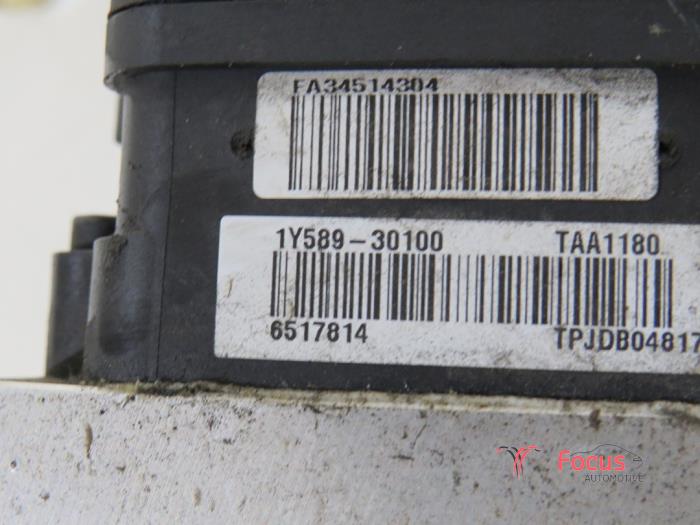 FA34514304
1Y589-30100 TAA1180
6517814 TPJDB04817
Focus
AUTOMOTIVE